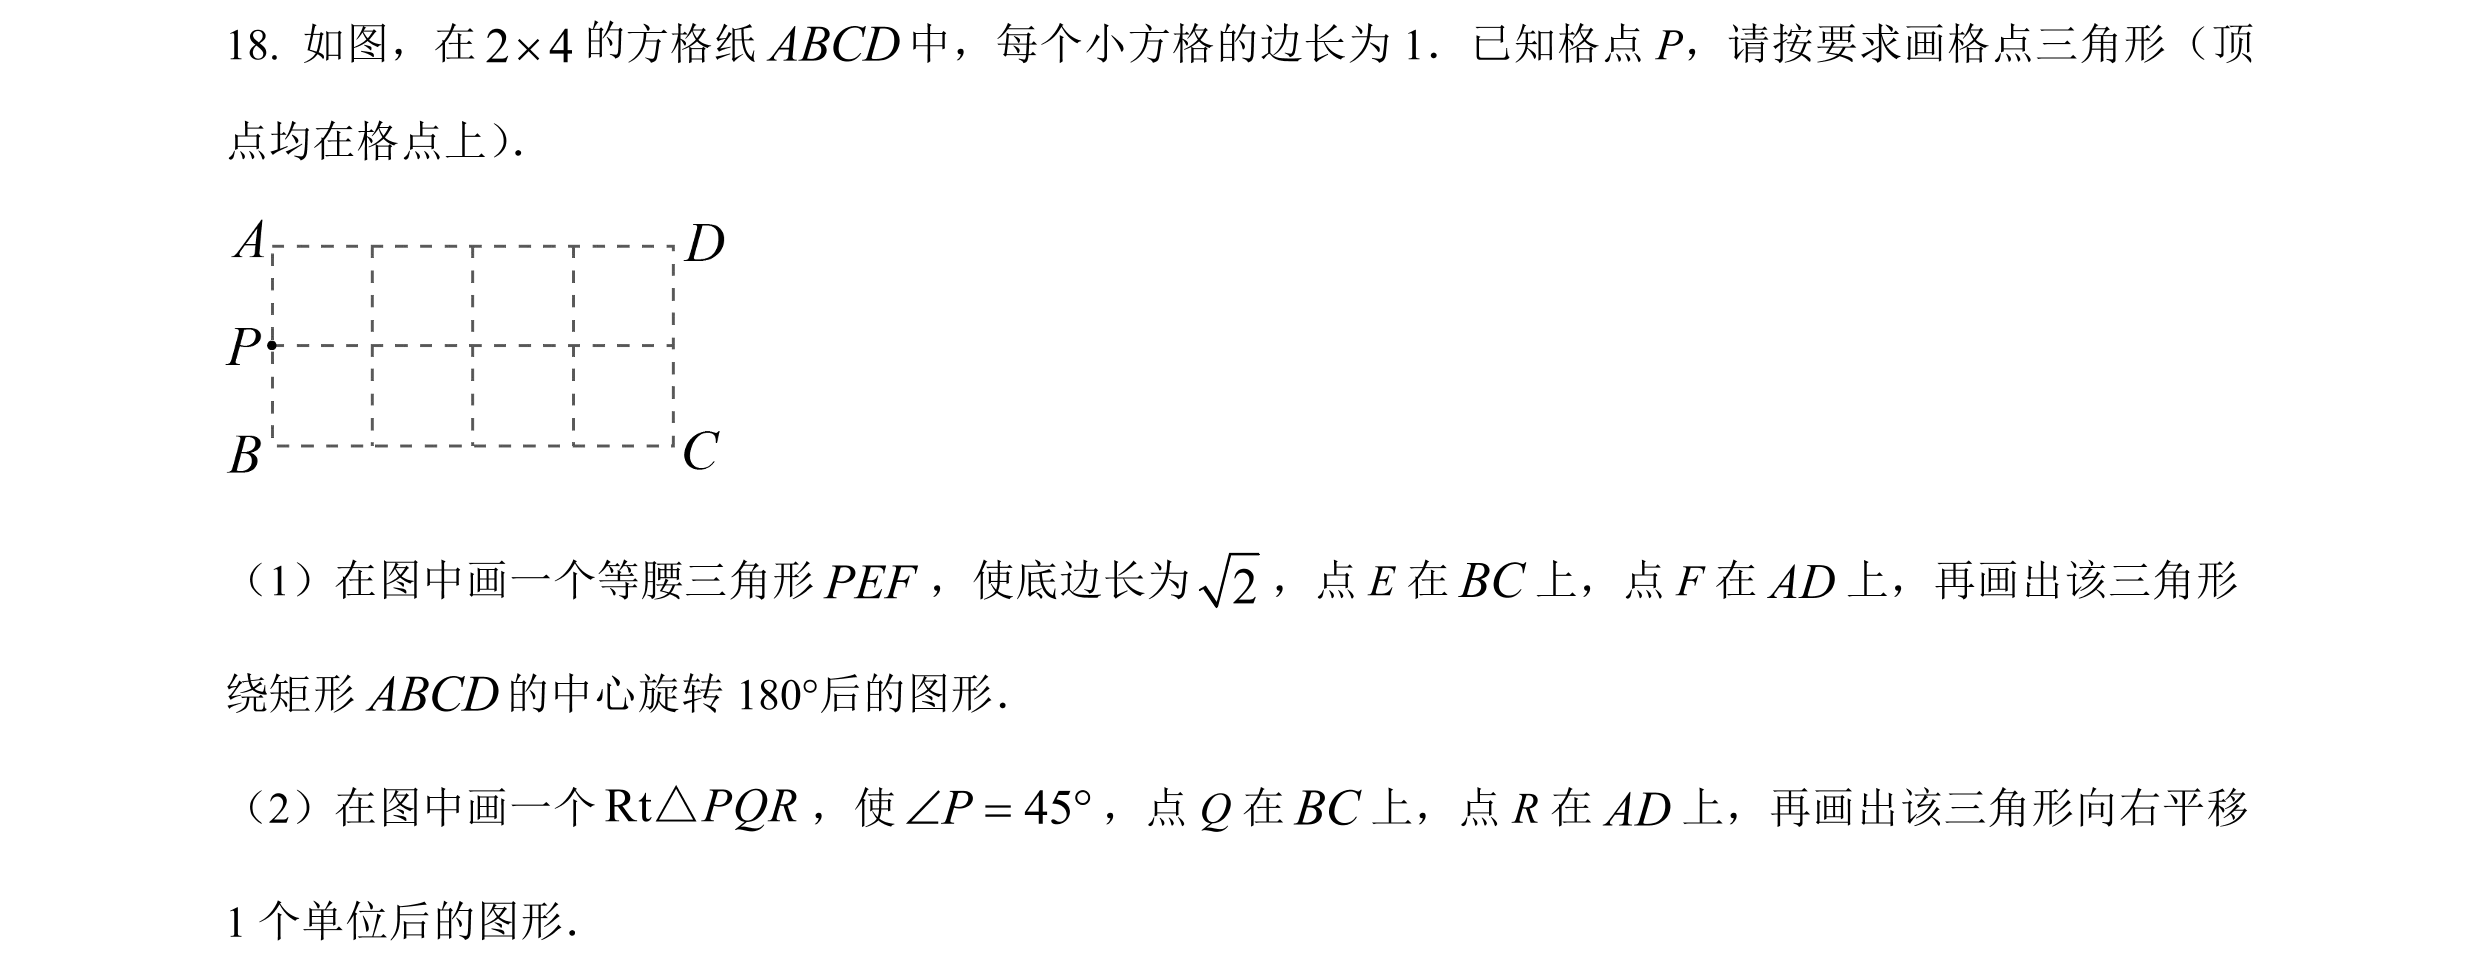 18. 如图，在 2×4 的方格纸 ABCD 中，每个小方格的边长为 1．已知格点 P，请按要求画格点三角形（顶
点均在格点上）．
A
D
P
B
C
（1）在图中画一个等腰三角形 PEF，使底边长为√2，点 E 在 BC 上，点 F 在 AD 上，再画出该三角形
绕矩形 ABCD 的中心旋转 180°后的图形．
（2）在图中画一个 Rt△PQR，使 ∠P = 45°，点 Q 在 BC 上，点 R 在 AD 上，再画出该三角形向右平移
1 个单位后的图形．